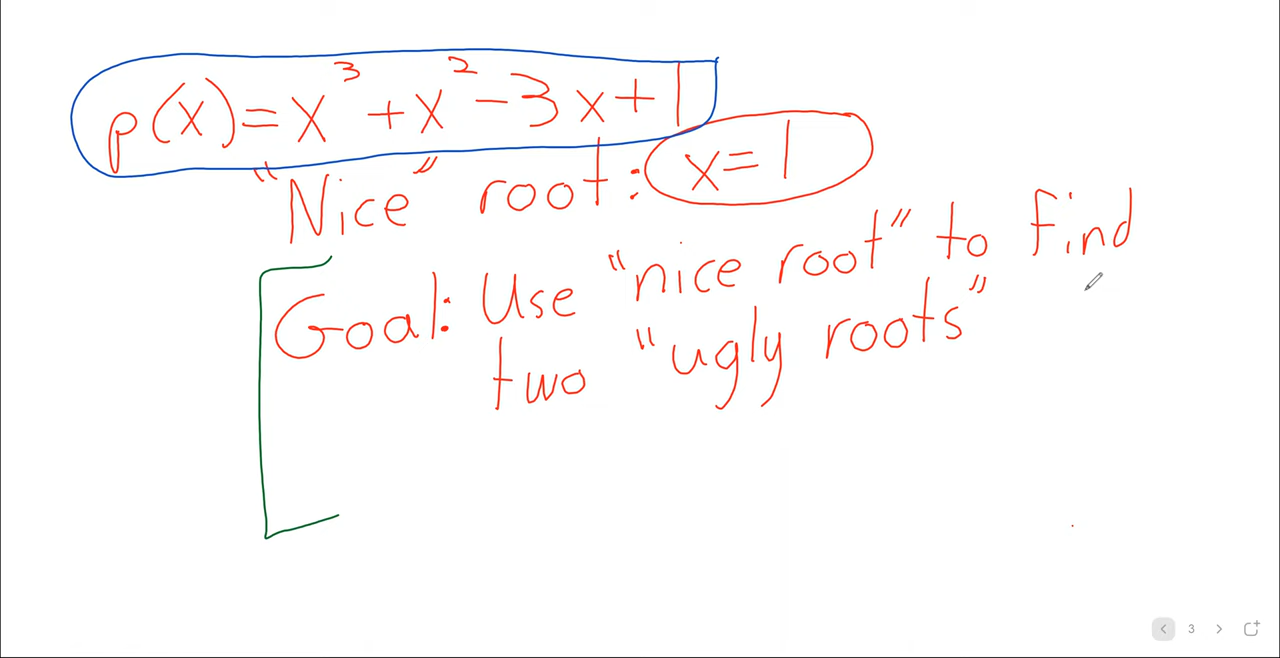 p(x) = x³ + x² - 3x + 1
"Nice" root: x = 1
Goal: Use "nice root" to find
two "ugly roots"
< 3 >